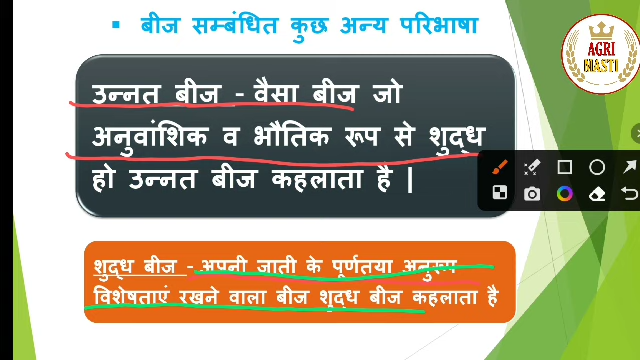 ▪ बीज सम्बंधित कुछ अन्य परिभाषा
AGRI
MASTI
उन्नत बीज - वैसा बीज जो
अनुवांशिक व भौतिक रूप से शुद्ध
हो उन्नत बीज कहलाता है |
शुद्ध बीज - अपनी जाती के पूर्णतया अनुरूप
विशेषताएं रखने वाला बीज शुद्ध बीज कहलाता है